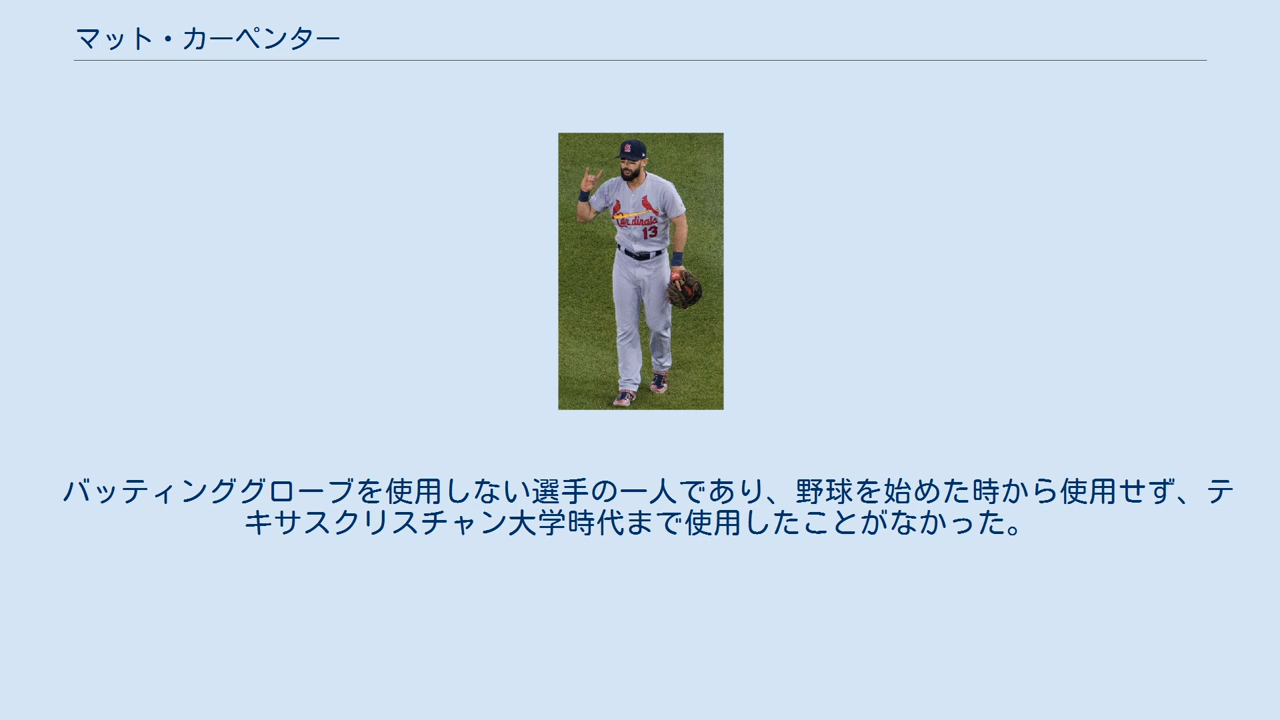 マット・カーペンター
Cardinals
13
バッティンググローブを使用しない選手の一人であり、野球を始めた時から使用せず、テ
キサスクリスチャン大学時代まで使用したことがなかった。